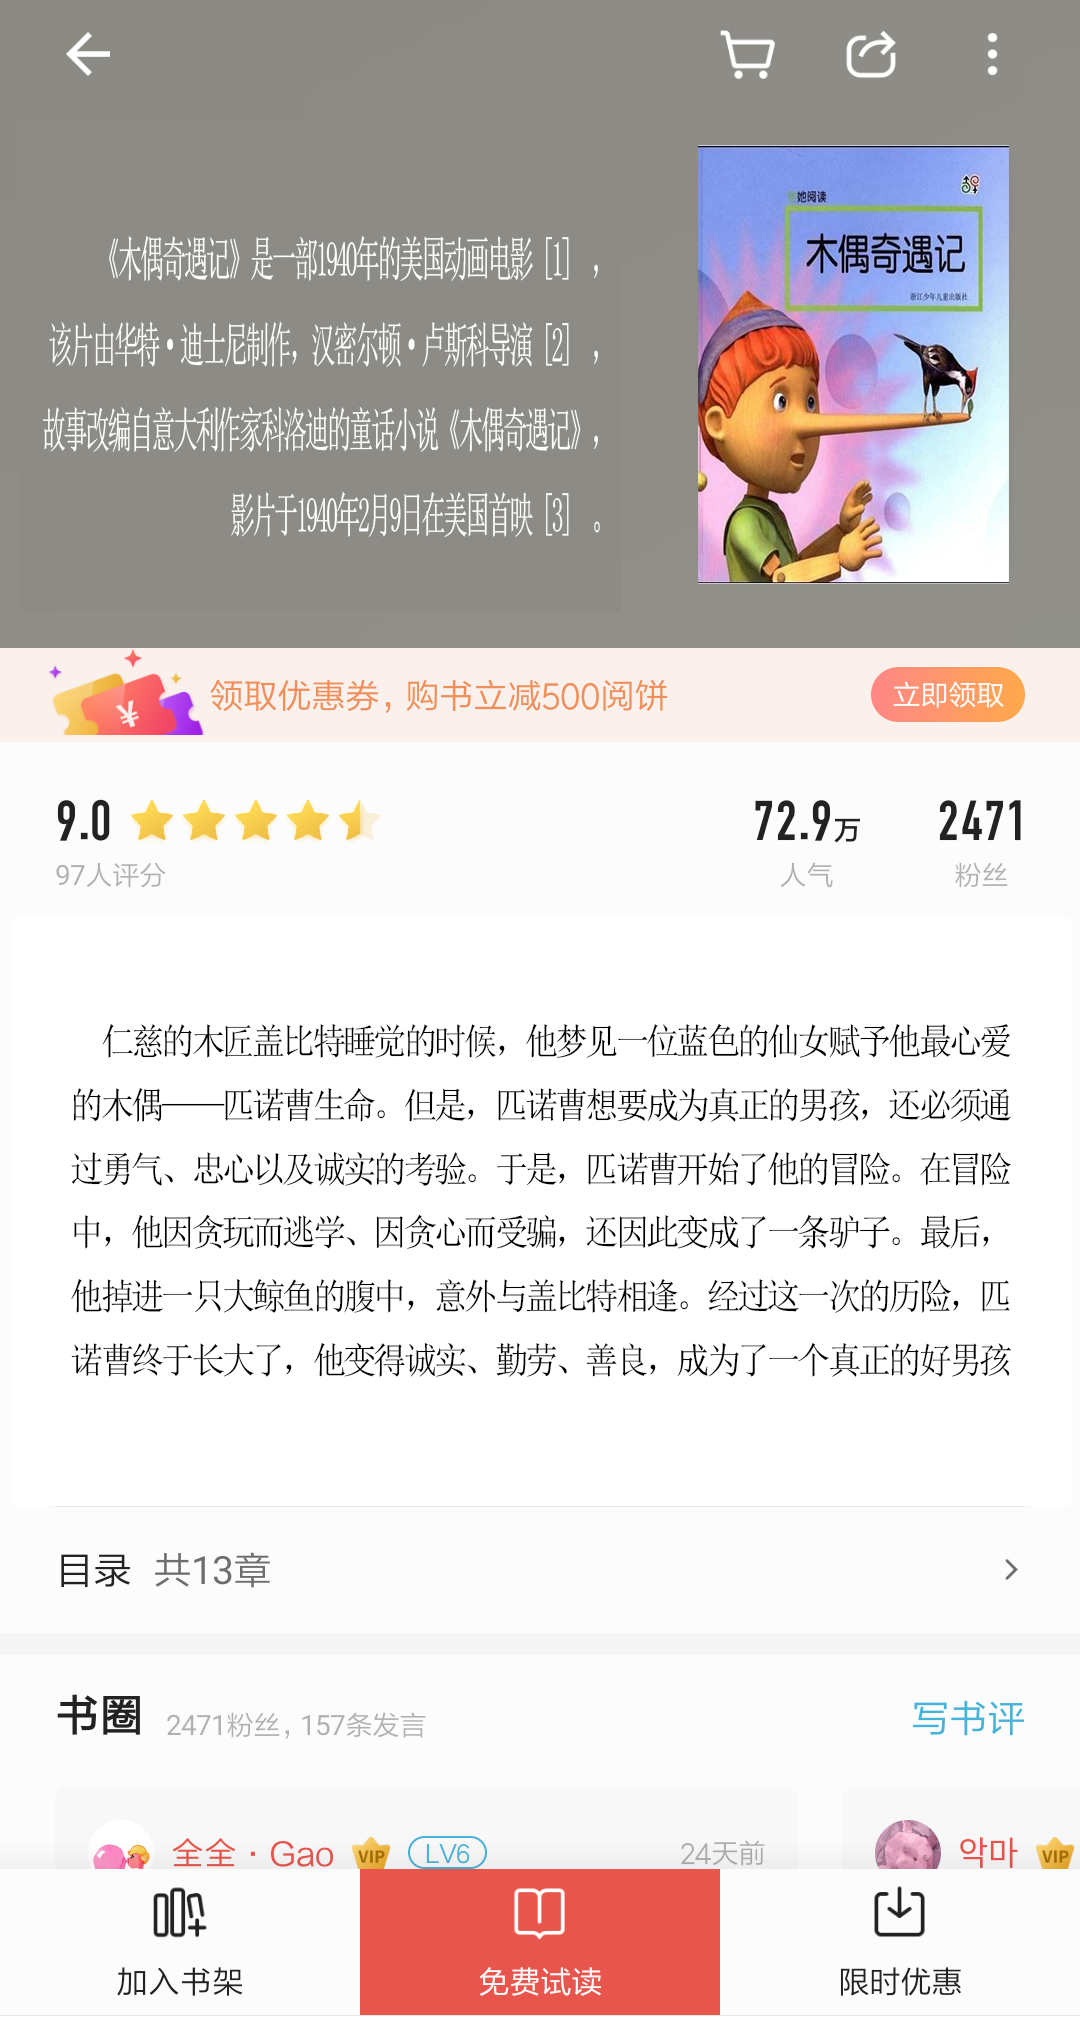 《木偶奇遇记》是一部1940年的美国动画电影 [1] ，
该片由华特·迪士尼制作，汉密尔顿·卢斯科导演 [2] ，
故事改编自意大利作家科洛迪的童话小说《木偶奇遇记》，
影片于1940年2月9日在美国首映 [3] 。
她阅读
木偶奇遇记
浙江少年儿童出版社
领取优惠券，购书立减500阅饼
立即领取
9.0
72.9万
2471
97人评分
人气
粉丝
仁慈的木匠盖比特睡觉的时候，他梦见一位蓝色的仙女赋予他最心爱
的木偶——匹诺曹生命。但是，匹诺曹想要成为真正的男孩，还必须通
过勇气、忠心以及诚实的考验。于是，匹诺曹开始了他的冒险。在冒险
中，他因贪玩而逃学、因贪心而受骗，还因此变成了一条驴子。最后，
他掉进一只大鲸鱼的腹中，意外与盖比特相逢。经过这一次的历险，匹
诺曹终于长大了，他变得诚实、勤劳、善良，成为了一个真正的好男孩
目录 共13章
书圈 2471粉丝，157条发言
写书评
全全·Gao VIP LV6 24天前
악마 VIP
加入书架
免费试读
限时优惠